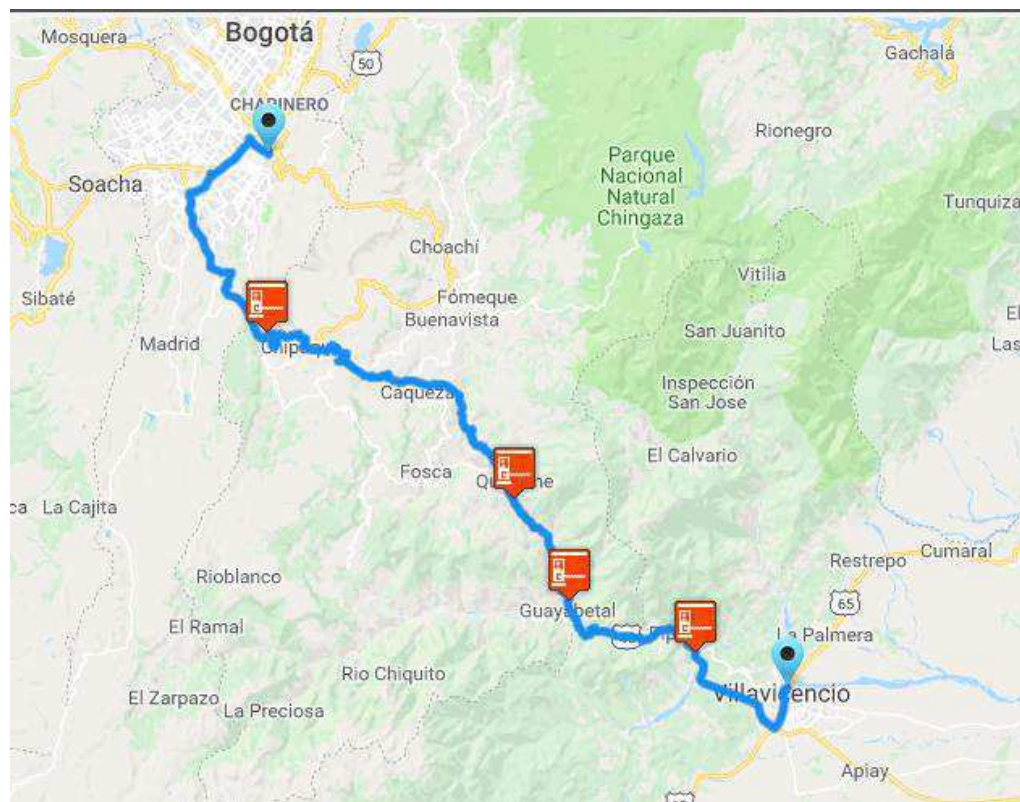 Bogotá
Mosquera
50
Gachalá
CHAPINERO
Rionegro
Parque
Nacional
Natural
Chingaza
Soacha
Tunquiza
Choachí
Vitilia
Sibaté
Fómeque
Buenavista
San Juanito
Madrid
Inspección
San Jose
Caqueza
El Calvario
Fosca
La Cajita
Cumaral
Restrepo
Rioblanco
65
Guayabetal
El Ramal
La Palmera
Rio Chiquito
Villavicencio
El Zarpazo
La Preciosa
Apiay